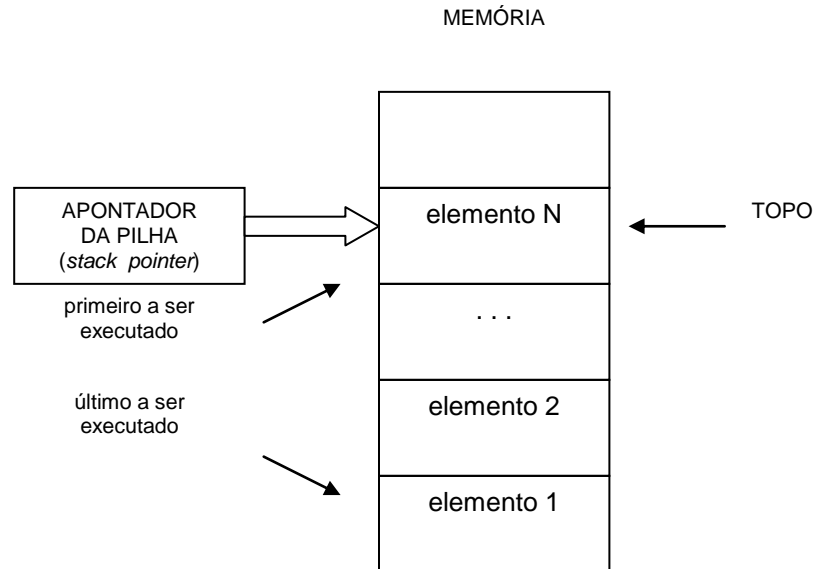 MEMÓRIA
APONTADOR
DA PILHA
(stack pointer)
elemento N
TOPO
primeiro a ser
executado
. . .
último a ser
executado
elemento 2
elemento 1